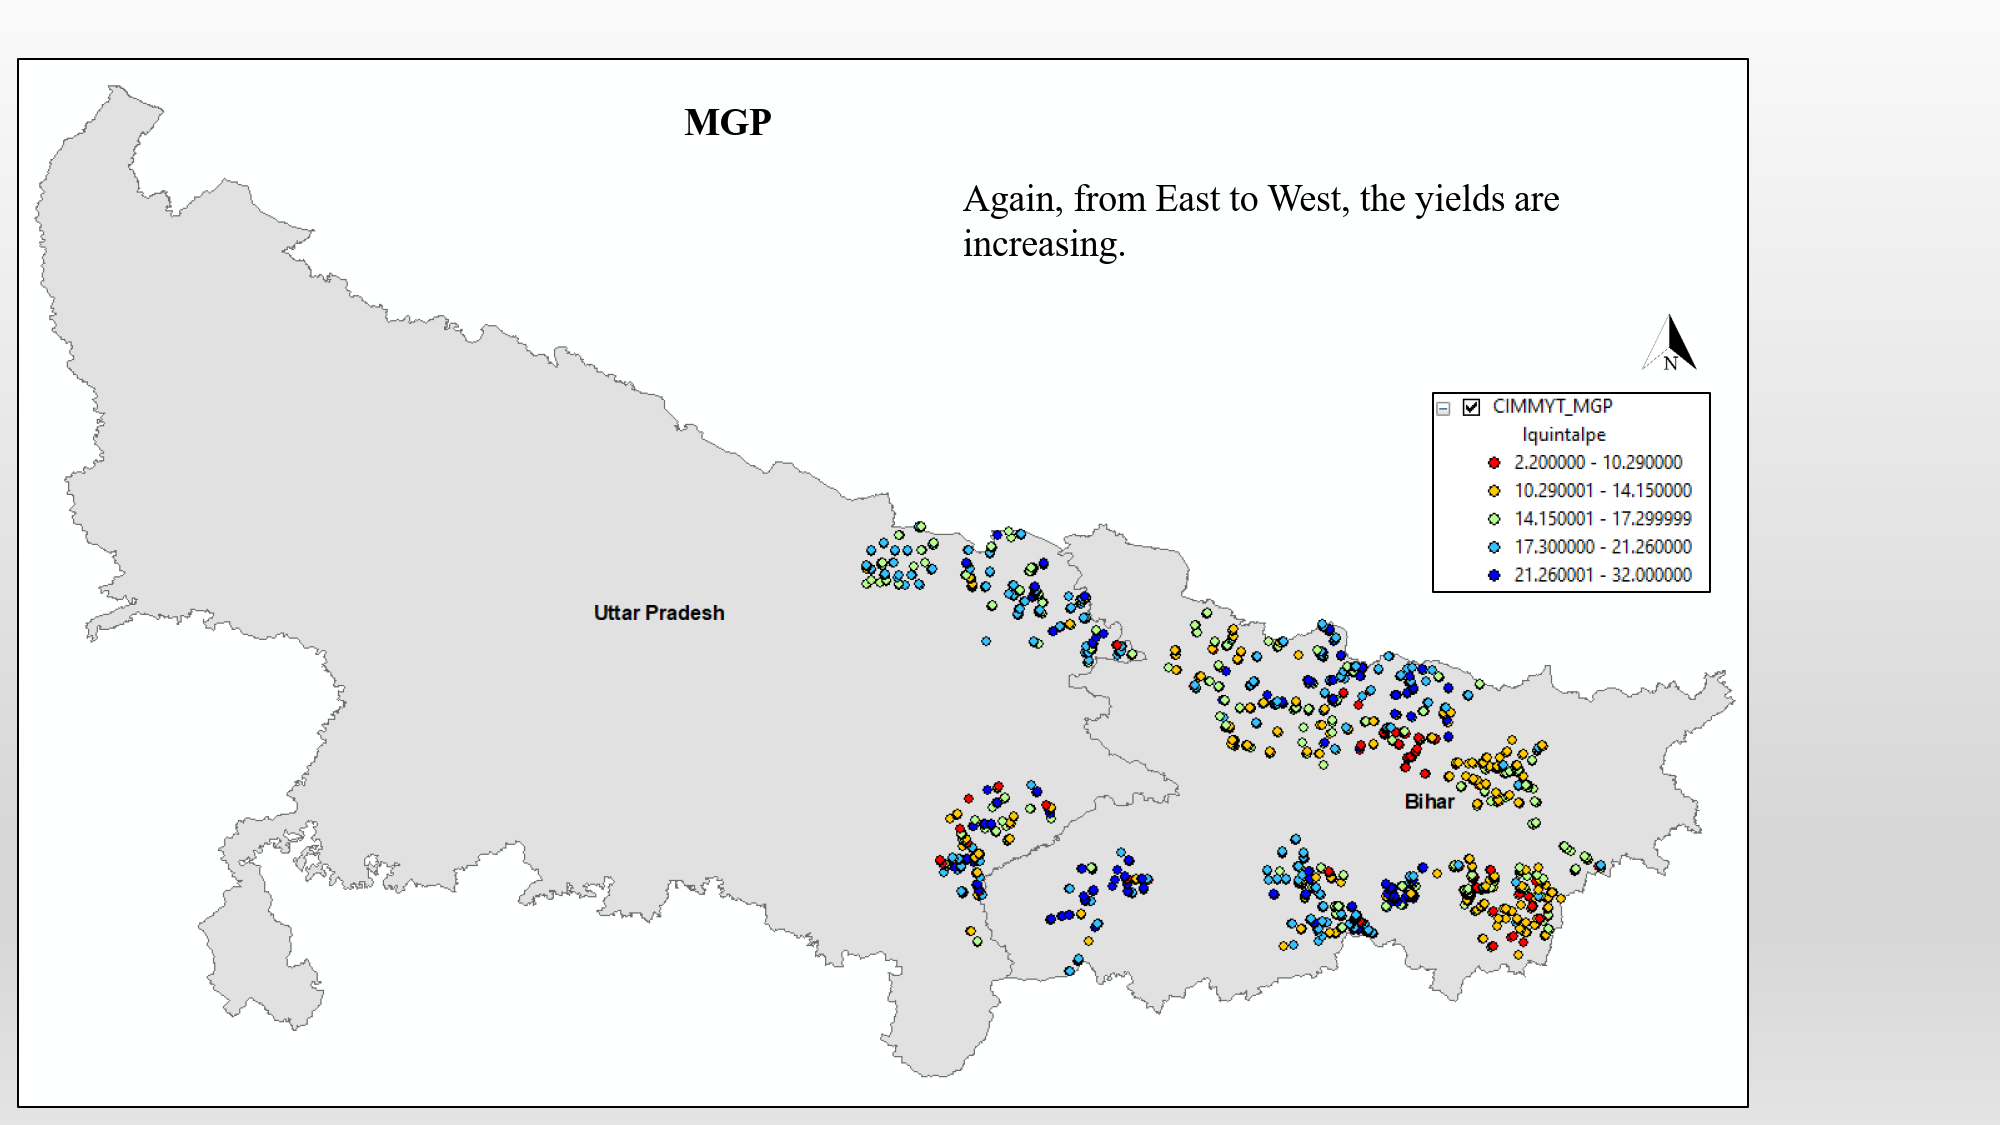 MGP
Again, from East to West, the yields are
increasing.
N
CIMMYT_MGP
lquintalpe
2.200000 - 10.290000
10.290001 - 14.150000
14.150001 - 17.299999
17.300000 - 21.260000
21.260001 - 32.000000
Uttar Pradesh
Bihar